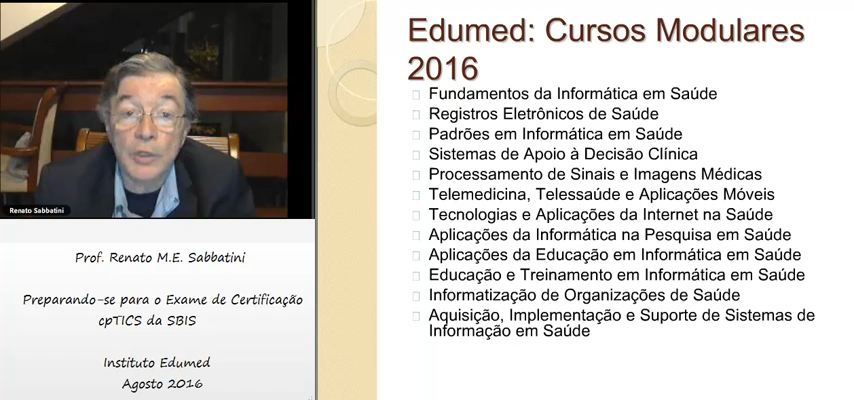 Renato Sabbatini
Prof. Renato M.E. Sabbatini
Preparando-se para o Exame de Certificação
cpTICS da SBIS
Instituto Edumed
Agosto 2016
Edumed: Cursos Modulares
2016
Fundamentos da Informática em Saúde
Registros Eletrônicos de Saúde
Padrões em Informática em Saúde
Sistemas de Apoio à Decisão Clínica
Processamento de Sinais e Imagens Médicas
Telemedicina, Telessaúde e Aplicações Móveis
Tecnologias e Aplicações da Internet na Saúde
Aplicações da Informática na Pesquisa em Saúde
Aplicações da Educação em Informática em Saúde
Educação e Treinamento em Informática em Saúde
Informatização de Organizações de Saúde
Aquisição, Implementação e Suporte de Sistemas de
Informação em Saúde